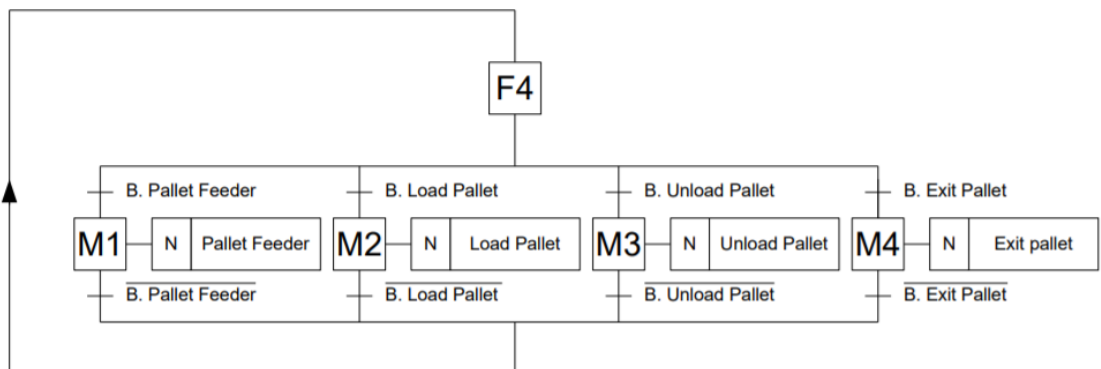 F4
B. Pallet Feeder
B. Load Pallet
B. Unload Pallet
B. Exit Pallet
M1
N
Pallet Feeder
M2
N
Load Pallet
M3
N
Unload Pallet
M4
N
Exit pallet
B. Pallet Feeder
B. Load Pallet
B. Unload Pallet
B. Exit Pallet